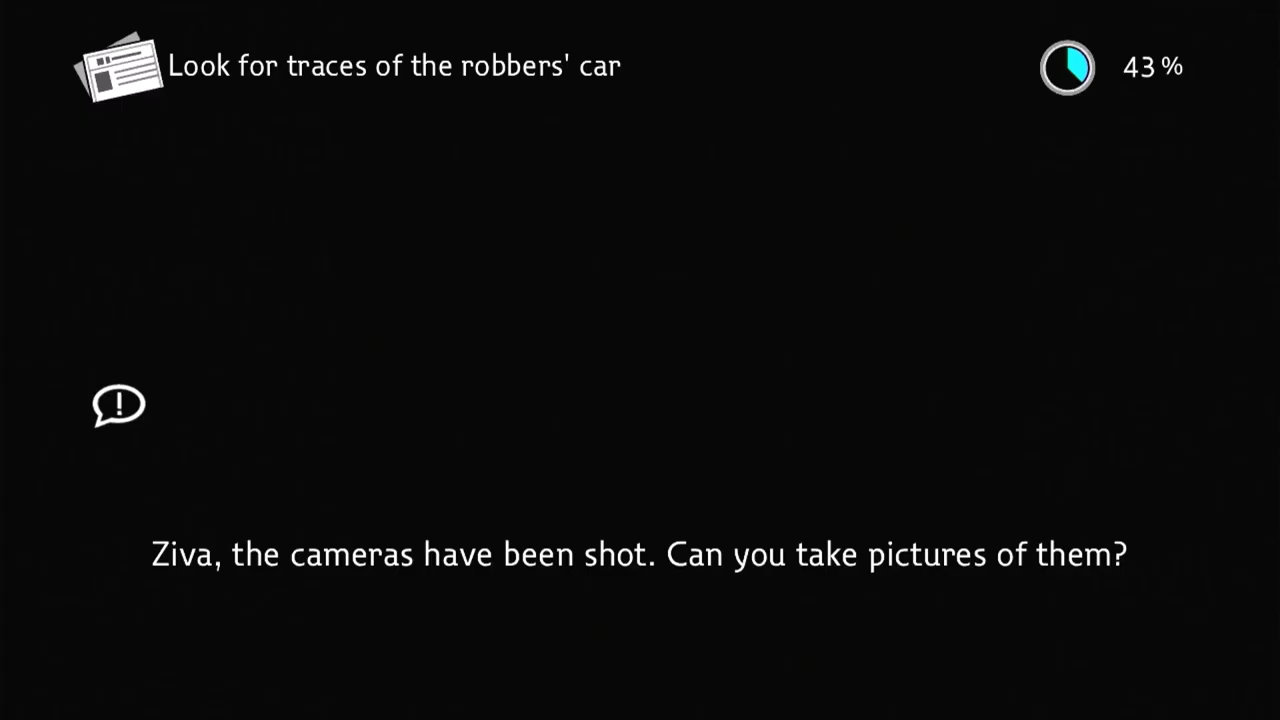 Look for traces of the robbers' car
43%
Ziva, the cameras have been shot. Can you take pictures of them?